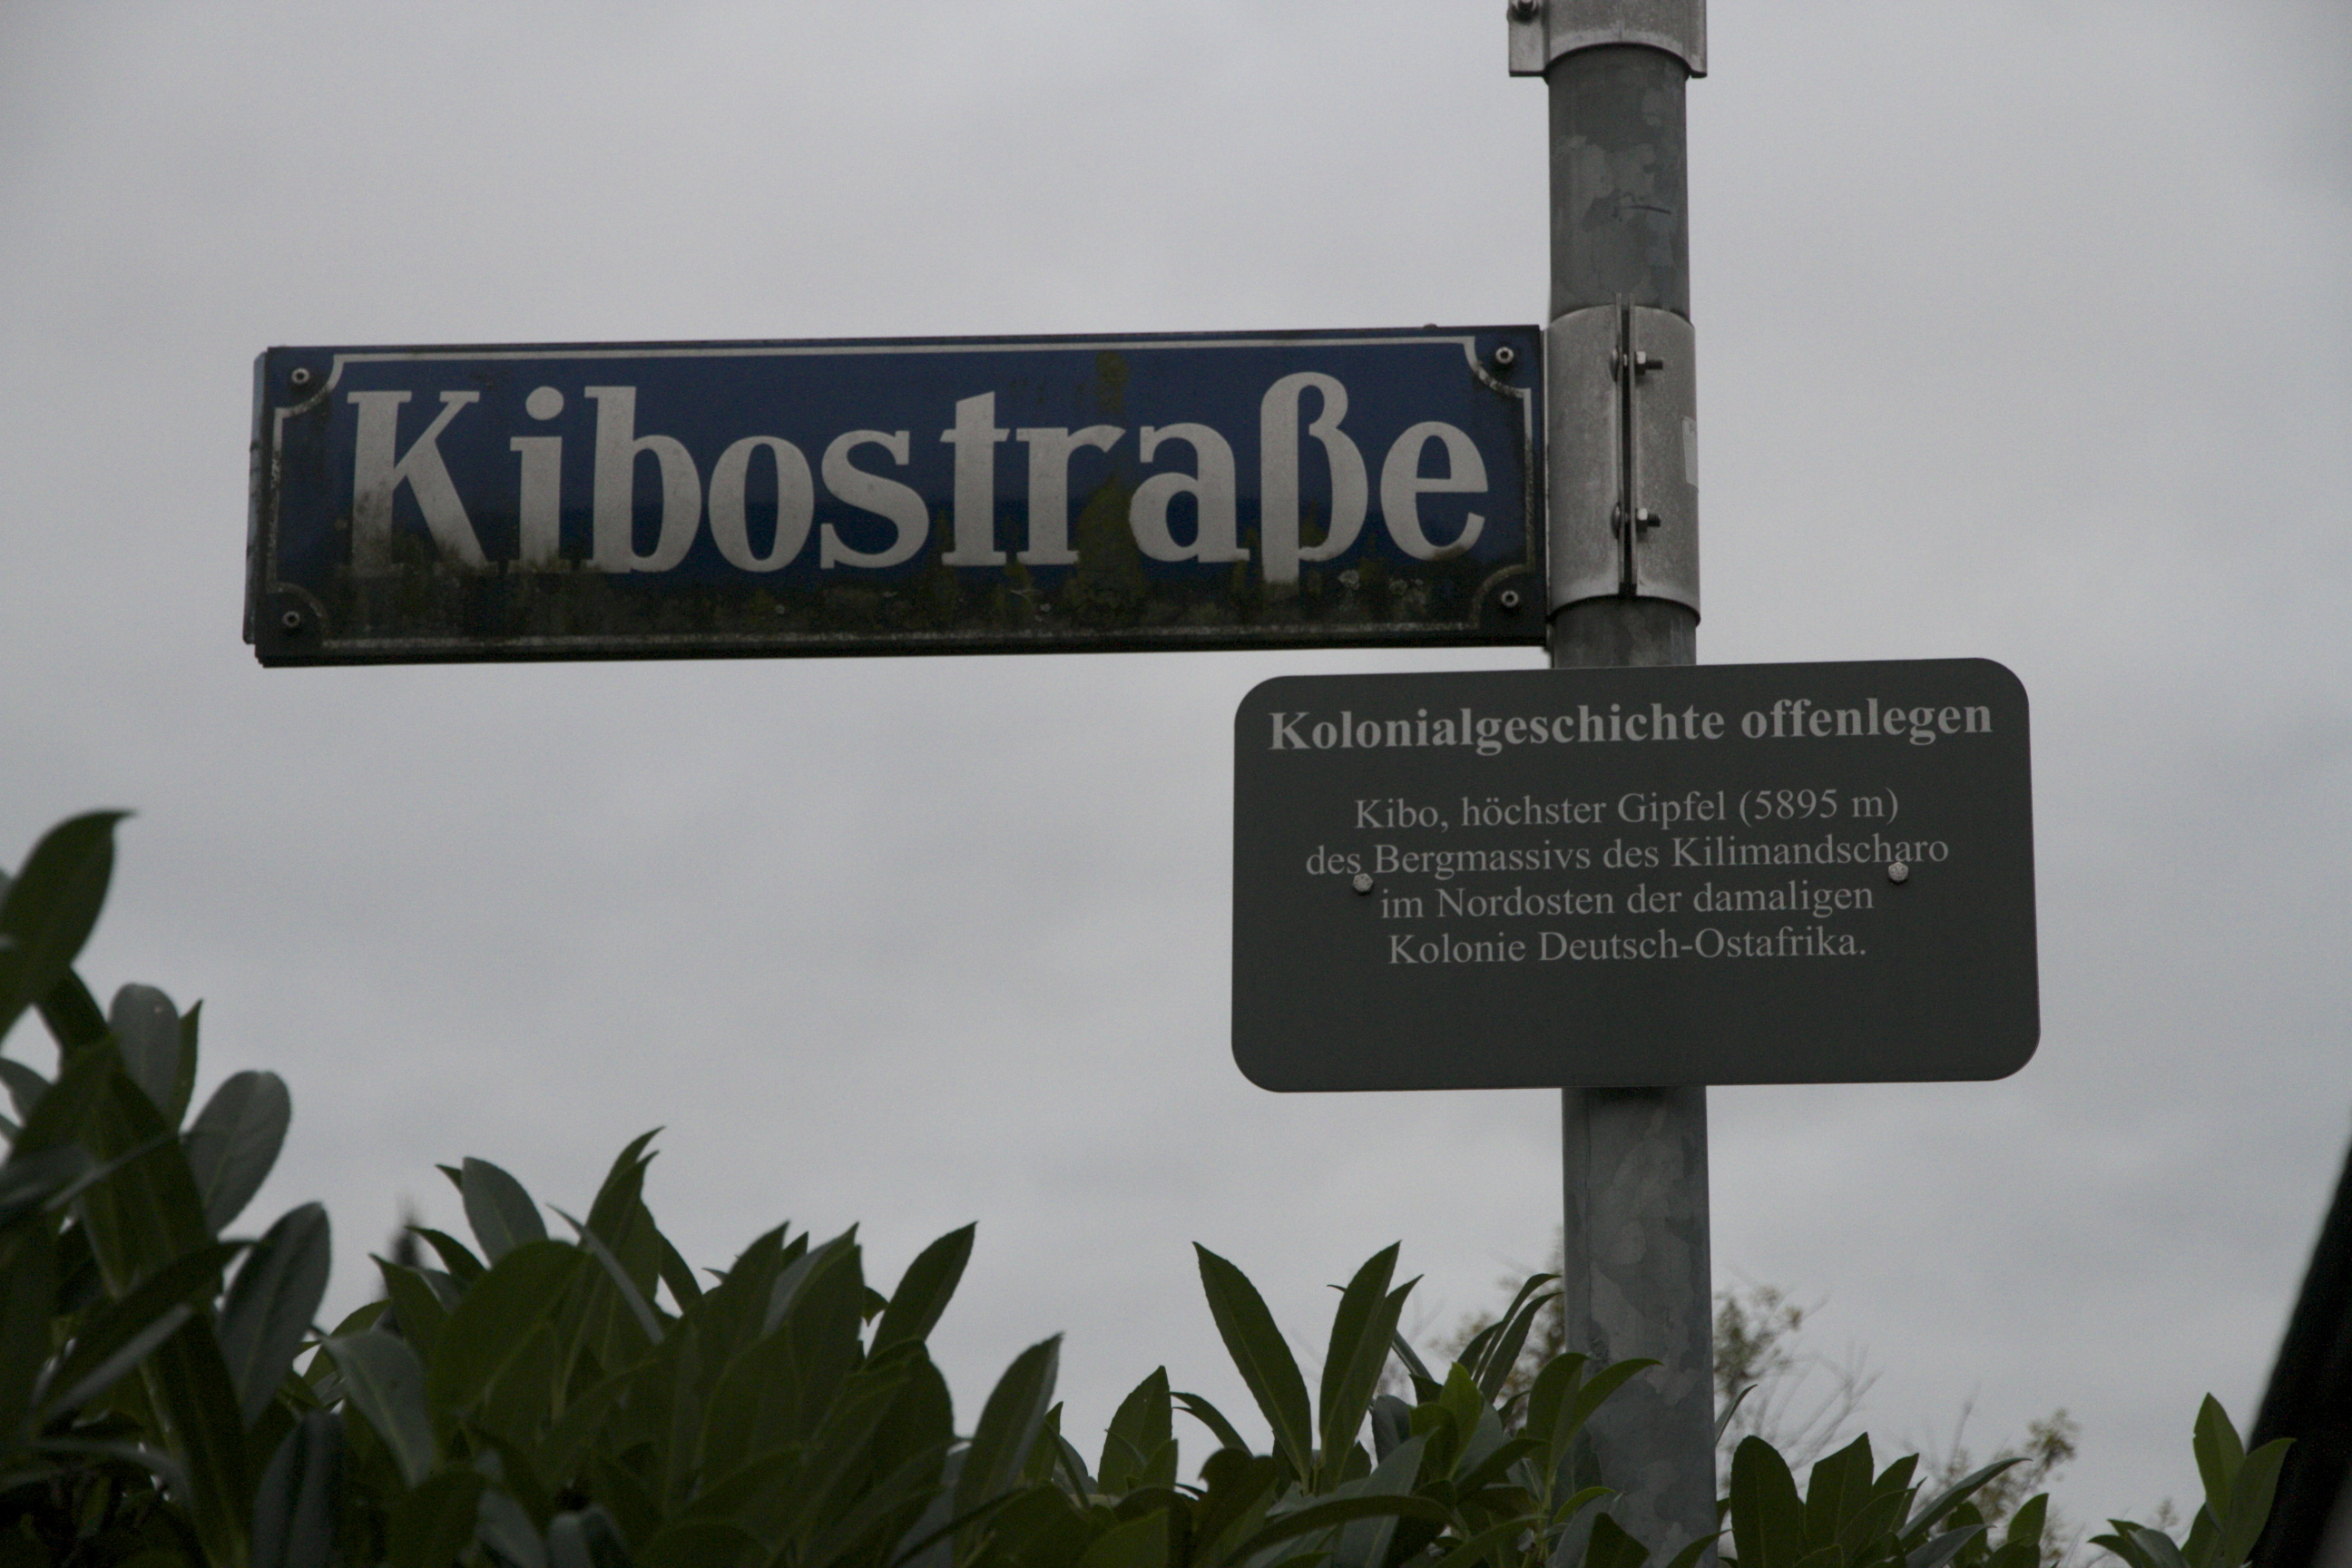 Kibostraße
Kolonialgeschichte offenlegen
Kibo, höchster Gipfel (5895 m)
des Bergmassivs des Kilimandscharo
im Nordosten der damaligen
Kolonie Deutsch-Ostafrika.